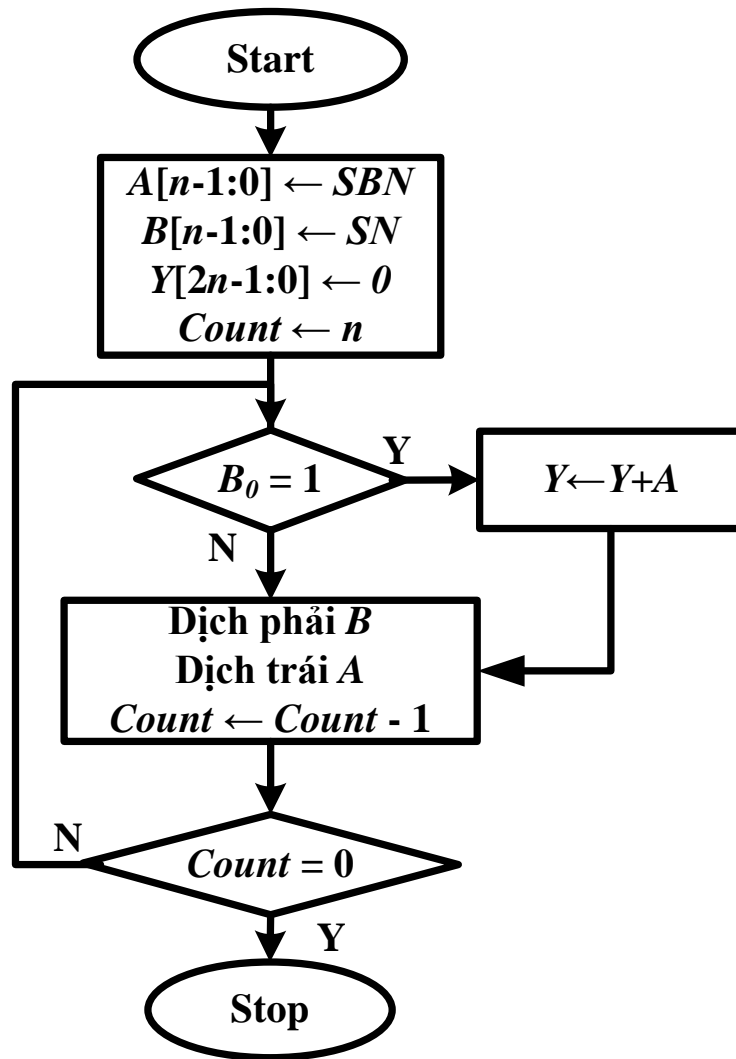 Start
A[n-1:0] ← SBN
B[n-1:0] ← SN
Y[2n-1:0] ← 0
Count ← n
B₀ = 1
Y
Y←Y+A
N
Dịch phải B
Dịch trái A
Count ← Count - 1
N
Count = 0
Y
Stop